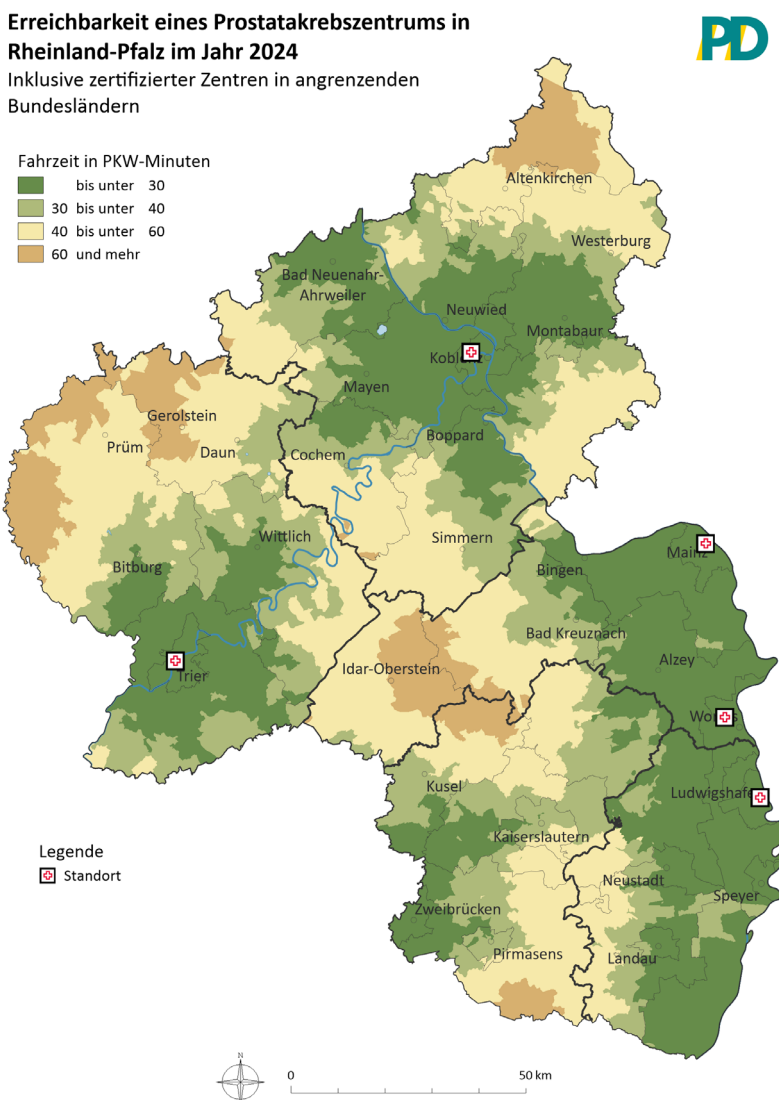 Erreichbarkeit eines Prostatakrebszentrums in
Rheinland-Pfalz im Jahr 2024
Inklusive zertifizierter Zentren in angrenzenden
Bundesländern
PD
Fahrzeit in PKW-Minuten
bis unter 30
30 bis unter 40
40 bis unter 60
60 und mehr
Altenkirchen
Westerburg
Bad Neuenahr-
Ahrweiler
Neuwied
Montabaur
Mayen
Gerolstein
Prüm
Daun
Cochem
Boppard
Wittlich
Simmern
Bitburg
Bingen
Bad Kreuznach
Idar-Oberstein
Alzey
Trier
Kusel
Kaiserslautern
Neustadt
Speyer
Zweibrücken
Pirmasens
Landau
Legende
Standort
N
0
50 km